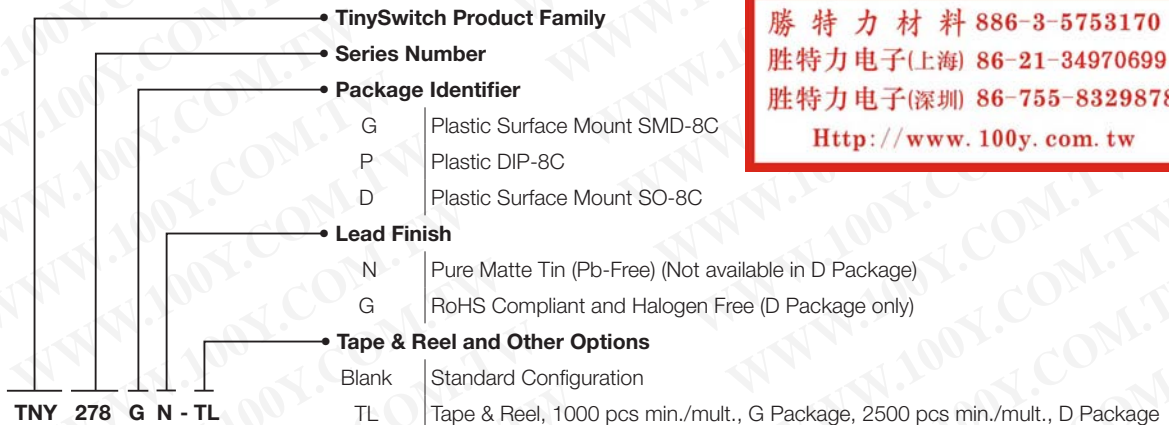 TinySwitch Product Family
Series Number
Package Identifier
G Plastic Surface Mount SMD-8C
P Plastic DIP-8C
D Plastic Surface Mount SO-8C
Lead Finish
N Pure Matte Tin (Pb-Free) (Not available in D Package)
G RoHS Compliant and Halogen Free (D Package only)
Tape & Reel and Other Options
Blank Standard Configuration
TNY 278 G N - TL TL Tape & Reel, 1000 pcs min./mult., G Package, 2500 pcs min./mult., D Package
勝特力材料 886-3-5753170
胜特力电子(上海) 86-21-34970699
胜特力电子(深圳) 86-755-8329878
Http://www.100y.com.tw
WWW.100Y.COM.TW